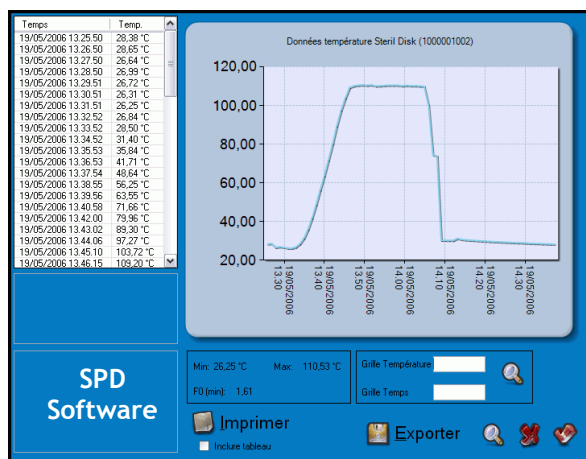 Temps Temp.
19/05/2006 13.25.50 28,38 °C
19/05/2006 13.26.50 28,65 °C
19/05/2006 13.27.50 26,64 °C
19/05/2006 13.28.50 26,99 °C
19/05/2006 13.29.51 26,72 °C
19/05/2006 13.30.51 26,31 °C
19/05/2006 13.31.51 26,25 °C
19/05/2006 13.32.52 26,84 °C
19/05/2006 13.33.52 28,50 °C
19/05/2006 13.34.52 31,40 °C
19/05/2006 13.35.53 35,84 °C
19/05/2006 13.36.53 41,71 °C
19/05/2006 13.37.54 48,64 °C
19/05/2006 13.38.55 56,25 °C
19/05/2006 13.39.56 63,55 °C
19/05/2006 13.40.58 71,66 °C
19/05/2006 13.42.00 79,96 °C
19/05/2006 13.43.02 89,30 °C
19/05/2006 13.44.06 97,27 °C
19/05/2006 13.45.10 103,72 °C
19/05/2006 13.46.15 109,20 °C
Données température Steril Disk (1000001002)
120,00
100,00
80,00
60,00
40,00
20,00
19/05/2006 13.30
19/05/2006 13.40
19/05/2006 13.50
19/05/2006 14.00
19/05/2006 14.10
19/05/2006 14.20
19/05/2006 14.30
SPD
Software
Min: 26,25 °C Max: 110,53 °C
F0 (min): 1,61
Grille Température
Grille Temps
Imprimer
Inclure tableau
Exporter